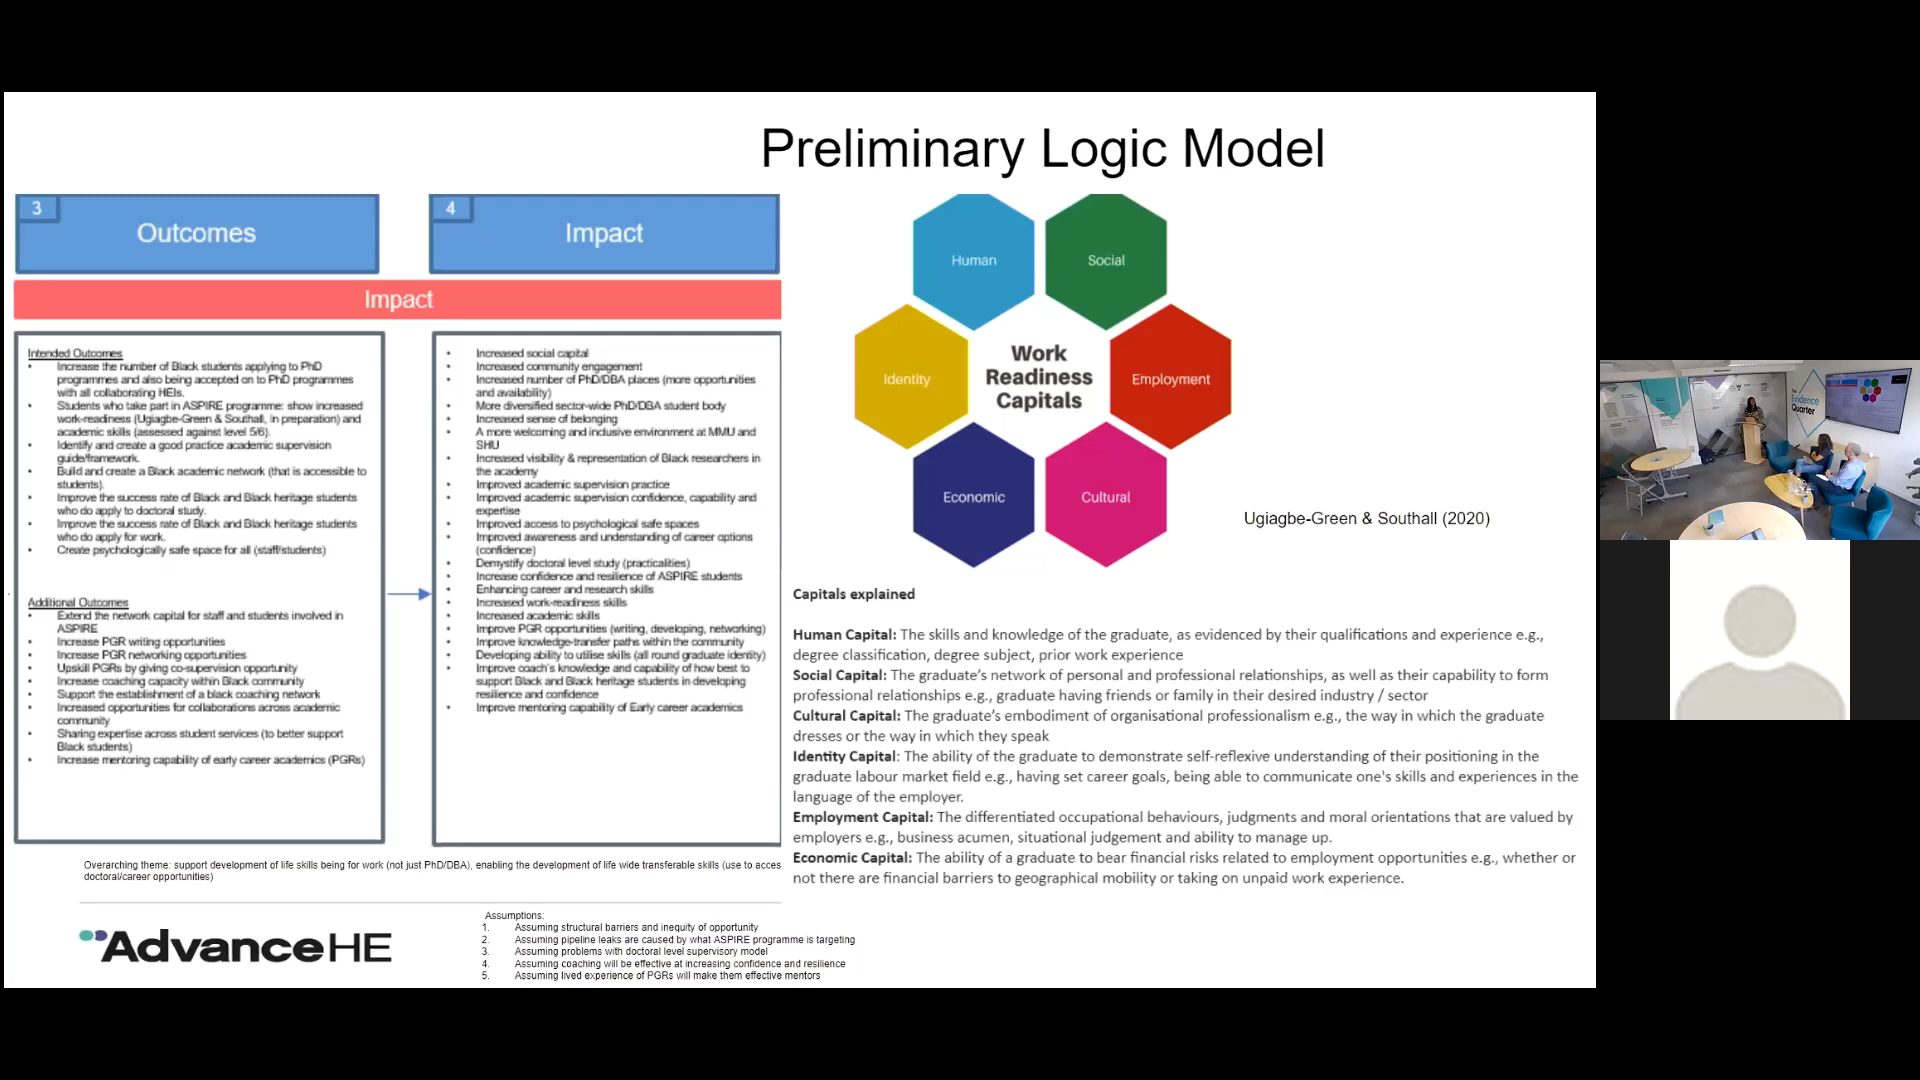 Preliminary Logic Model
3
Outcomes
4
Impact
Impact
Intended Outcomes
• Increase the number of Black students applying to PhD
programmes and also being accepted on to PhD programmes
with all collaborating HEIs.
• Students who take part in ASPIRE programme: show increased
work-readiness (Ugiagbe-Green & Southall, in preparation) and
academic skills (assessed against level 5/6).
• Identify and create a good practice academic supervision
guide/framework.
• Build and create a Black academic network (that is accessible to
students).
• Improve the success rate of Black and Black heritage students
who do apply to doctoral study.
• Improve the success rate of Black and Black heritage students
who do apply for work.
• Create psychologically safe space for all (staff/students)
Additional Outcomes
• Extend the network capital for staff and students involved in
ASPIRE
• Increase PGR writing opportunities
• Increase PGR networking opportunities
• Upskill PGRs by giving co-supervision opportunity
• Increase coaching capacity within Black community
• Support the establishment of a black coaching network
• Increased opportunities for collaborations across academic
community
• Sharing expertise across student services (to better support
Black students)
• Increase mentoring capability of early career academics (PGRs)
• Increased social capital
• Increased community engagement
• Increased number of PhD/DBA places (more opportunities
and availability)
• More diversified sector-wide PhD/DBA student body
• Increased sense of belonging
• A more welcoming and inclusive environment at MMU and
SHU
• Increased visibility & representation of Black researchers in
the academy
• Improved academic supervision practice
• Improved academic supervision confidence, capability and
expertise
• Improved access to psychological safe spaces
• Improved awareness and understanding of career options
(confidence)
• Demystify doctoral level study (practicalities)
• Increase confidence and resilience of ASPIRE students
• Enhancing career and research skills
• Increased work-readiness skills
• Increased academic skills
• Improve PGR opportunities (writing, developing, networking)
• Improve knowledge-transfer paths within the community
• Developing ability to utilise skills (all round graduate identity)
• Improve coach's knowledge and capability of how best to
support Black and Black heritage students in developing
resilience and confidence
• Improve mentoring capability of Early career academics
Overarching theme: support development of life skills being for work (not just PhD/DBA), enabling the development of life wide transferable skills (use to acces
doctoral/career opportunities)
AdvanceHE
Assumptions:
1. Assuming structural barriers and inequity of opportunity
2. Assuming pipeline leaks are caused by what ASPIRE programme is targeting
3. Assuming problems with doctoral level supervisory model
4. Assuming coaching will be effective at increasing confidence and resilience
5. Assuming lived experience of PGRs will make them effective mentors
Human
Social
Identity
Work
Readiness
Capitals
Employment
Economic
Cultural
Ugiagbe-Green & Southall (2020)
Capitals explained
Human Capital: The skills and knowledge of the graduate, as evidenced by their qualifications and experience e.g.,
degree classification, degree subject, prior work experience
Social Capital: The graduate's network of personal and professional relationships, as well as their capability to form
professional relationships e.g., graduate having friends or family in their desired industry / sector
Cultural Capital: The graduate's embodiment of organisational professionalism e.g., the way in which the graduate
dresses or the way in which they speak
Identity Capital: The ability of the graduate to demonstrate self-reflexive understanding of their positioning in the
graduate labour market field e.g., having set career goals, being able to communicate one's skills and experiences in the
language of the employer.
Employment Capital: The differentiated occupational behaviours, judgments and moral orientations that are valued by
employers e.g., business acumen, situational judgement and ability to manage up.
Economic Capital: The ability of a graduate to bear financial risks related to employment opportunities e.g., whether or
not there are financial barriers to geographical mobility or taking on unpaid work experience.
Evidence
Quarter